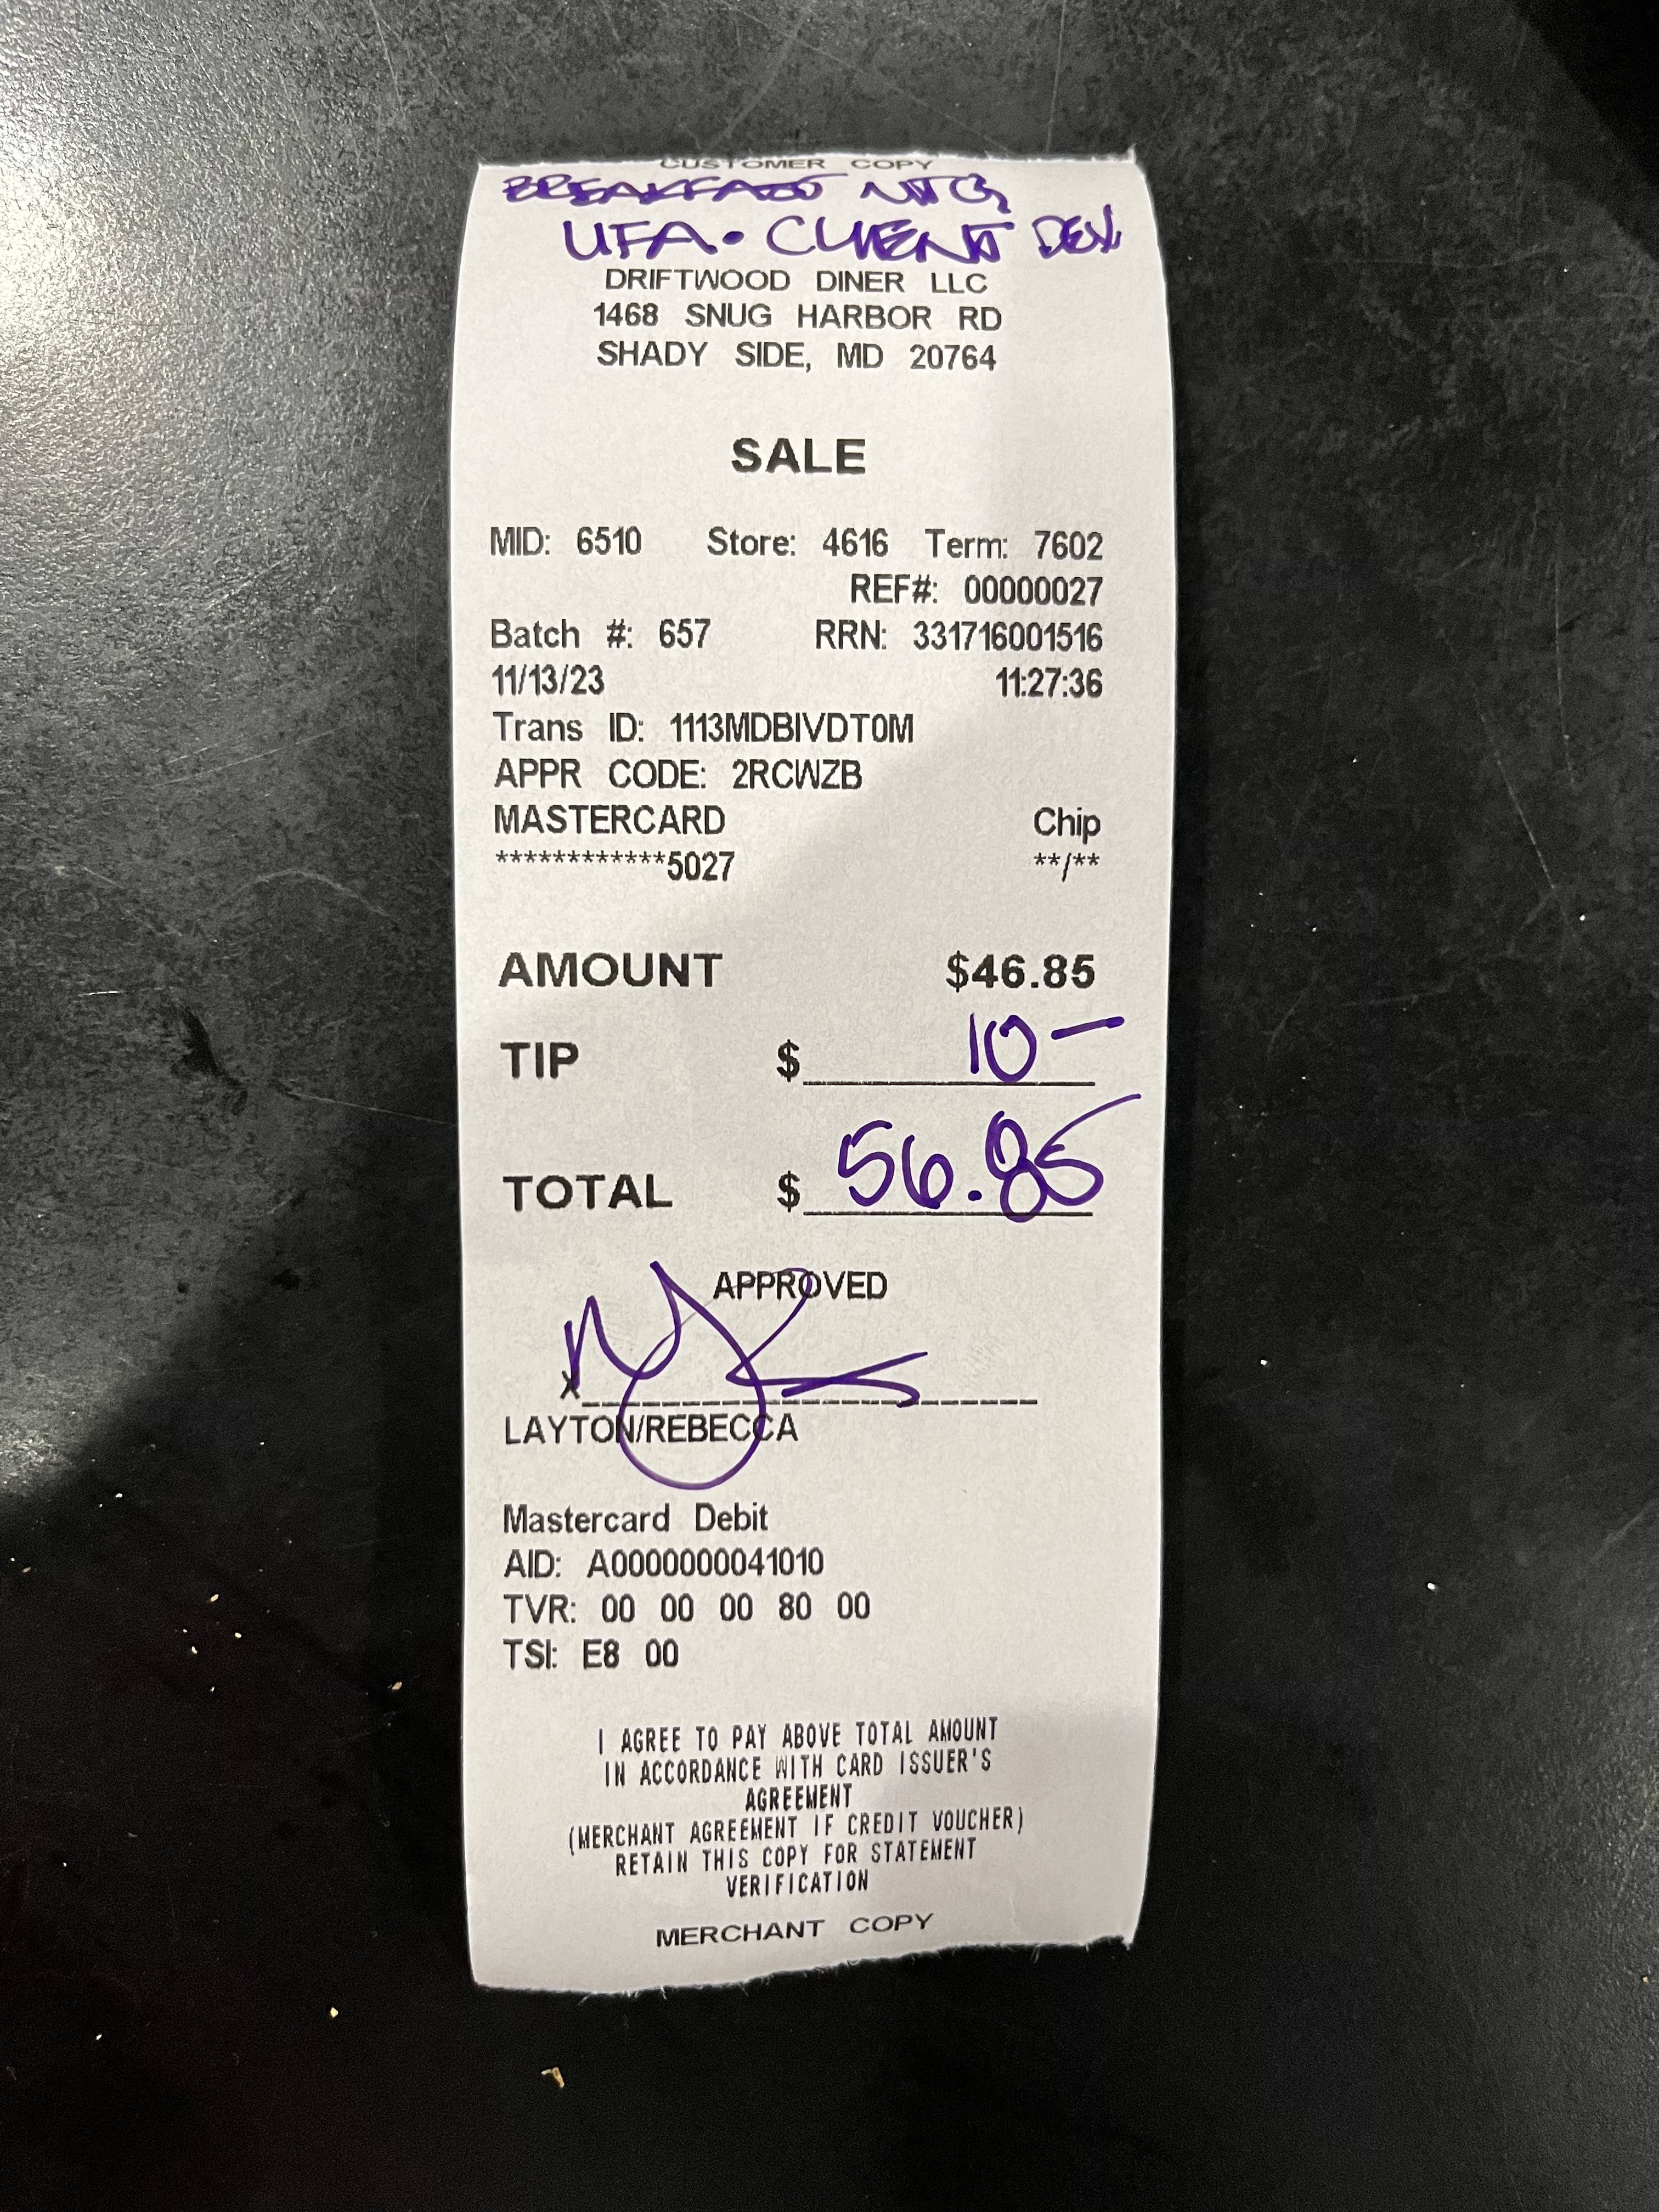 CUSTOMER COPY
BREAKFAST MTG
UFA • CLIENT DEV.
DRIFTWOOD DINER LLC
1468 SNUG HARBOR RD
SHADY SIDE, MD 20764
SALE
MID: 6510 Store: 4616 Term: 7602
REF#: 00000027
Batch #: 657 RRN: 331716001516
11/13/23 11:27:36
Trans ID: 1113MDBIVDT0M
APPR CODE: 2RCWZB
MASTERCARD Chip
************5027 **/**
AMOUNT $46.85
TIP $ 10—
TOTAL $ 56.85
APPROVED
X
LAYTON/REBECCA
Mastercard Debit
AID: A0000000041010
TVR: 00 00 00 80 00
TSI: E8 00
I AGREE TO PAY ABOVE TOTAL AMOUNT
IN ACCORDANCE WITH CARD ISSUER'S
AGREEMENT
(MERCHANT AGREEMENT IF CREDIT VOUCHER)
RETAIN THIS COPY FOR STATEMENT
VERIFICATION
MERCHANT COPY